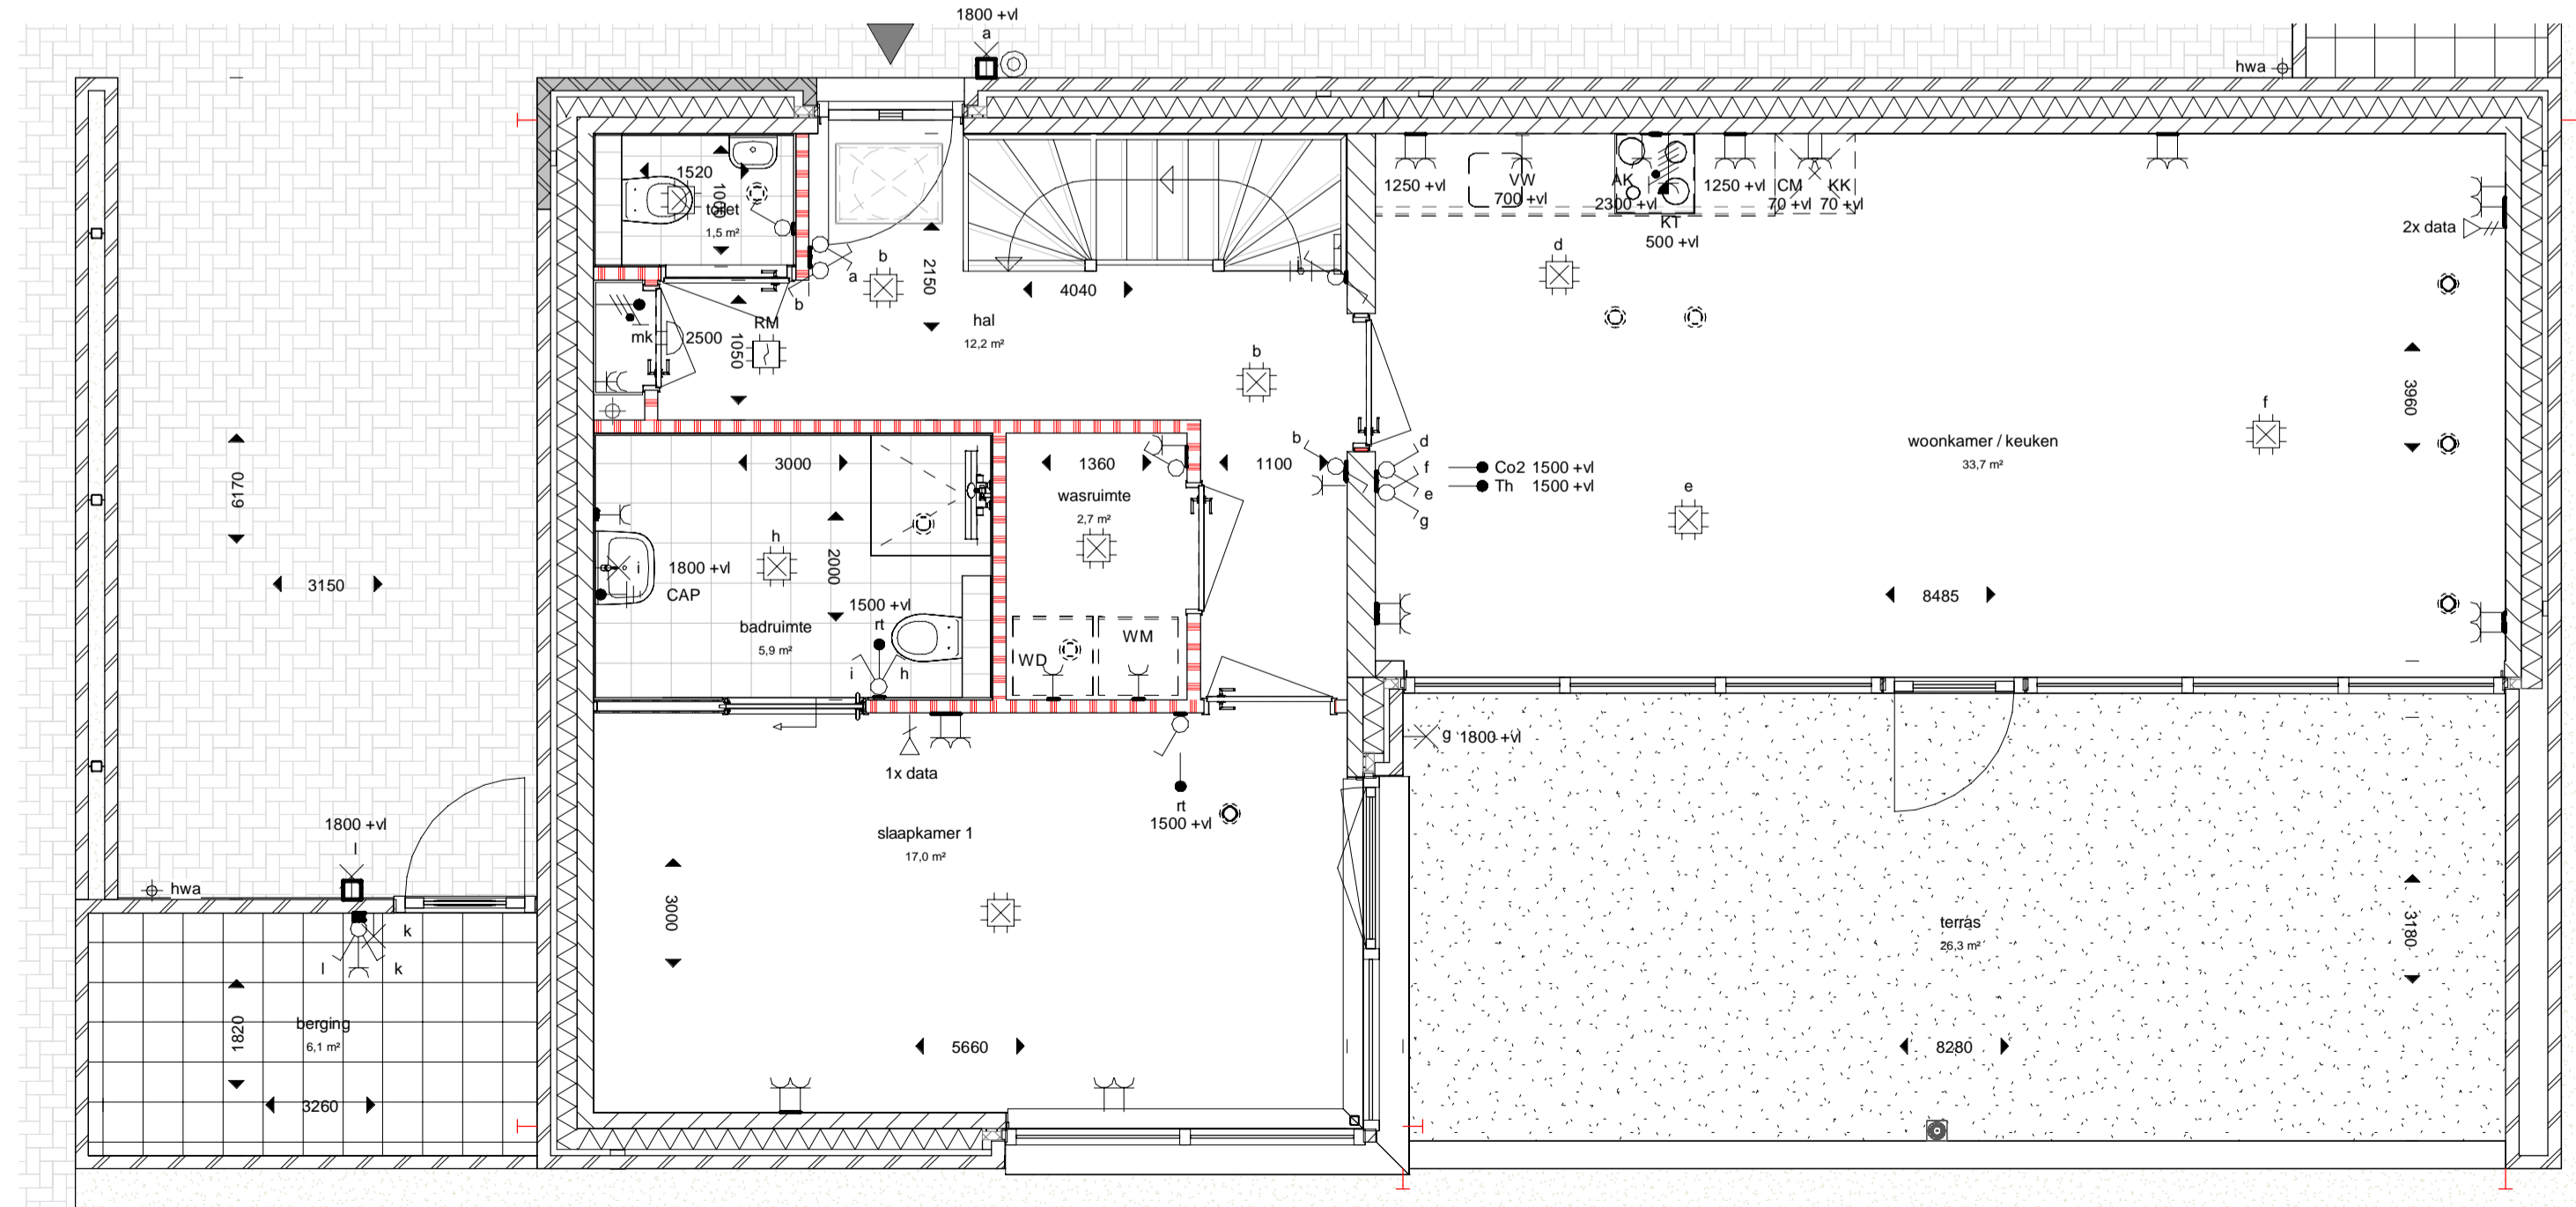 1800 +vl
a
hwa
1520
1000
toilet
1,5 m²
a
b
b
2150
4040
hal
12,2 m²
RM
mk
2500
1050
b
b
1250 +vl
VW
700 +vl
AK
2300 +vl
KT
500 +vl
1250 +vl
CM
70 +vl
KK
70 +vl
d
2x data
f
3960
woonkamer / keuken
33,7 m²
d
f
e
g
Co2 1500 +vl
Th 1500 +vl
e
8485
6170
3150
3000
1360
1100
wasruimte
2,7 m²
h
2000
i
1800 +vl
CAP
1500 +vl
rt
badruimte
5,9 m²
i
h
WD
WM
g 1800 +vl
1x data
rt
1500 +vl
slaapkamer 1
17,0 m²
3000
5660
1800 +vl
l
hwa
k
l
k
1820
berging
6,1 m²
3260
terras
26,3 m²
3180
8280